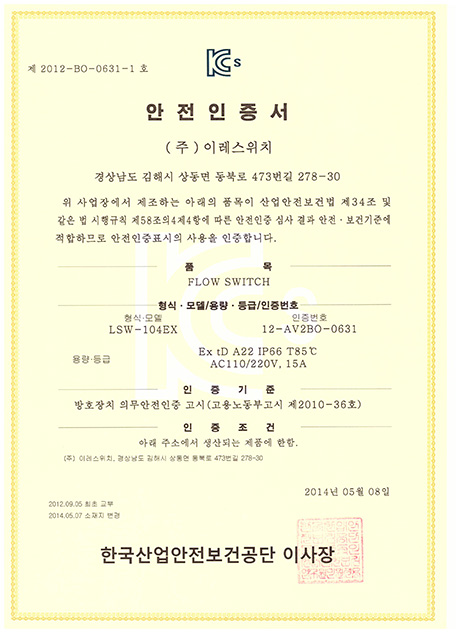 제 2012-BO-0631-1 호
KCs
안전인증서
(주)이레스위치
경상남도 김해시 상동면 동북로 473번길 278-30
위 사업장에서 제조하는 아래의 품목이 산업안전보건법 제34조 및
같은 법 시행규칙 제58조의4제4항에 따른 안전인증 심사 결과 안전·보건기준에
적합하므로 안전인증표시의 사용을 인증합니다.
품 목
FLOW SWITCH
형식·모델/용량·등급/인증번호
형식·모델 인증번호
LSW-104EX 12-AV2BO-0631
Ex tD A22 IP66 T85℃
용량·등급
AC110/220V, 15A
인 증 기 준
방호장치 의무안전인증 고시(고용노동부고시 제2010-36호)
인 증 조 건
아래 주소에서 생산되는 제품에 한함.
(주) 이레스위치, 경상남도 김해시 상동면 동북로 473번길 278-30
2014년 05월 08일
2012.09.05 최초 교부
2014.05.07 소재지 변경
한국산업안전보건공단 이사장